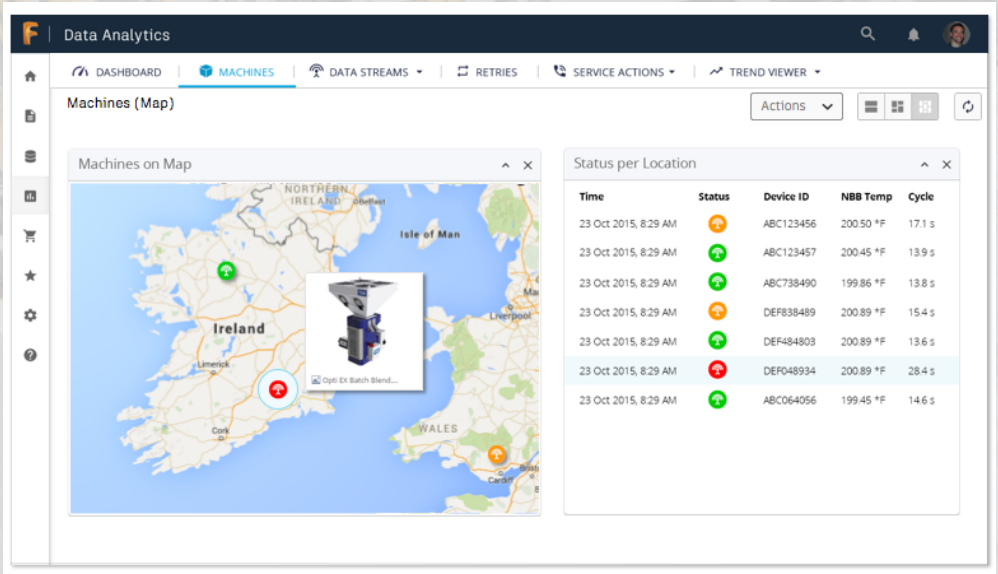 F
Data Analytics
DASHBOARD
MACHINES
DATA STREAMS
RETRIES
SERVICE ACTIONS
TREND VIEWER
Machines (Map)
Actions
Machines on Map
NORTHERN
IRELAND
Belfast
Isle of Man
Liverpool
Ireland
Limerick
Opti EX Batch Blend...
Cork
WALES
Cardiff
Status per Location
Time Status Device ID NBB Temp Cycle
23 Oct 2015, 8:29 AM ABC123456 200.50 °F 17.1 s
23 Oct 2015, 8:29 AM ABC123457 200.45 °F 13.9 s
23 Oct 2015, 8:29 AM ABC738490 199.86 °F 13.8 s
23 Oct 2015, 8:29 AM DEF838489 200.89 °F 15.4 s
23 Oct 2015, 8:29 AM DEF484803 200.89 °F 13.6 s
23 Oct 2015, 8:29 AM DEF048934 200.89 °F 28.4 s
23 Oct 2015, 8:29 AM ABC064056 199.45 °F 14.6 s